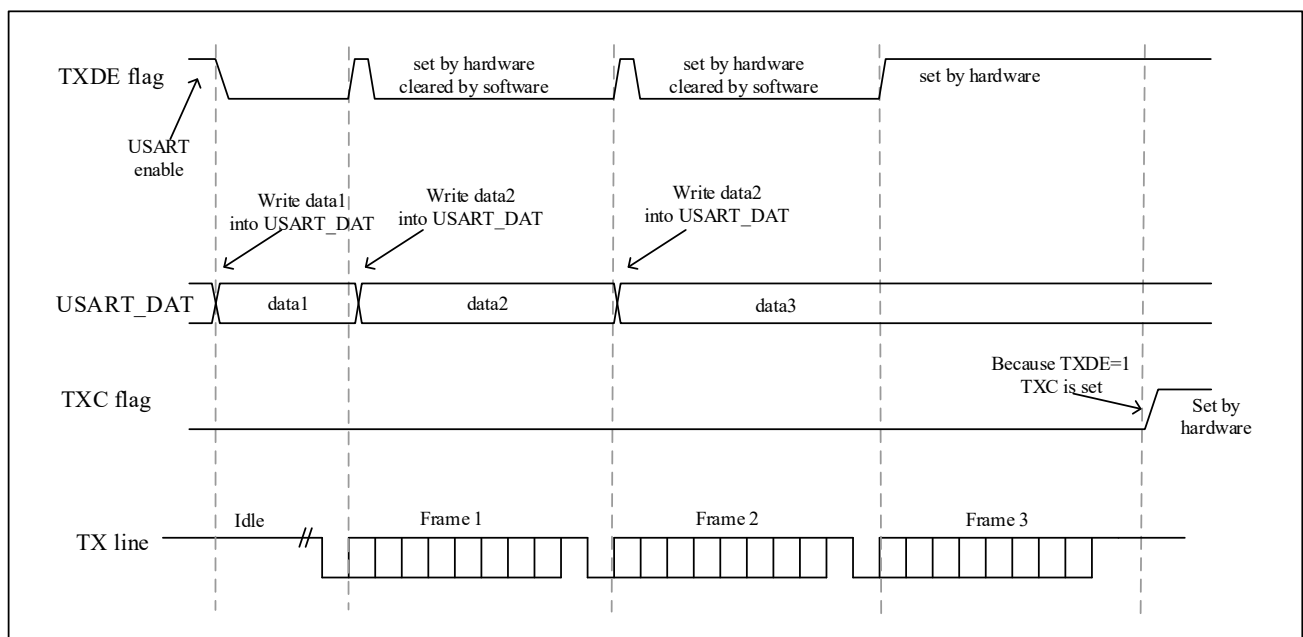 TXDE flag
set by hardware
cleared by software
set by hardware
cleared by software
set by hardware
USART
enable
Write data1
into USART_DAT
Write data2
into USART_DAT
Write data2
into USART_DAT
USART_DAT
data1
data2
data3
Because TXDE=1
TXC is set
TXC flag
Set by
hardware
Idle
Frame 1
Frame 2
Frame 3
TX line